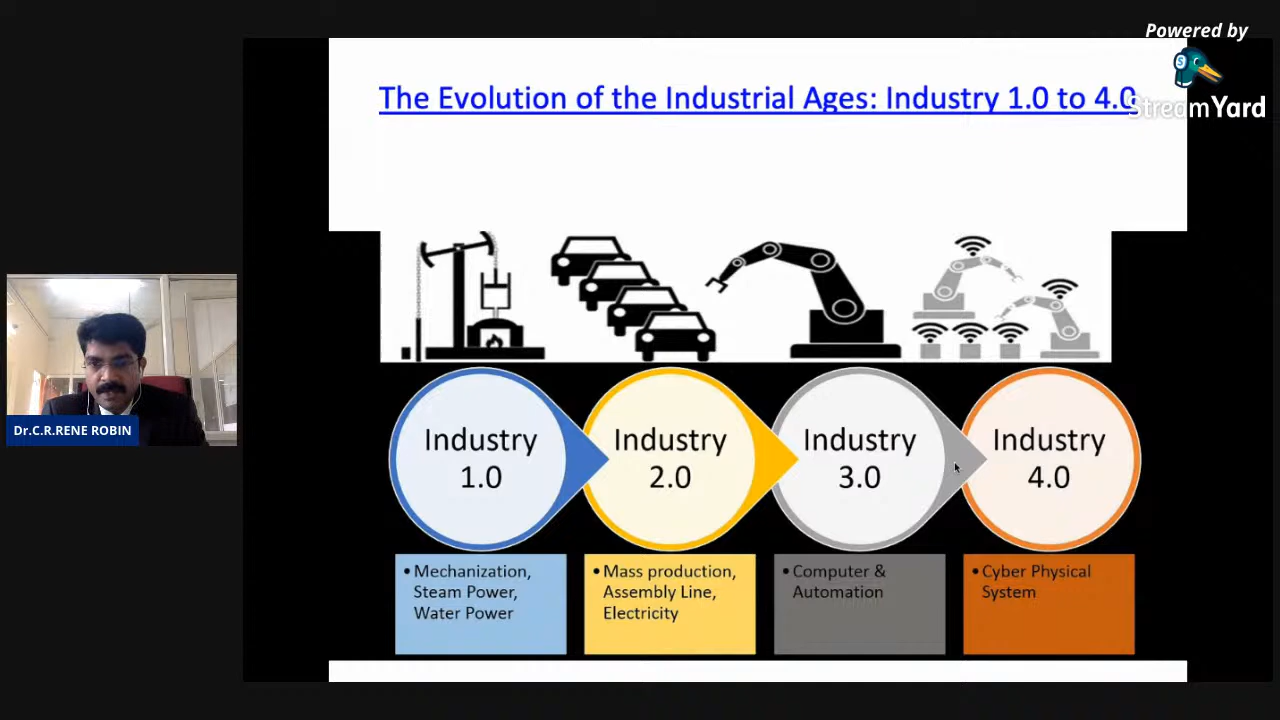 Powered by
StreamYard
The Evolution of the Industrial Ages: Industry 1.0 to 4.0
Dr.C.R.RENE ROBIN
Industry
1.0
Industry
2.0
Industry
3.0
Industry
4.0
• Mechanization,
Steam Power,
Water Power
• Mass production,
Assembly Line,
Electricity
• Computer &
Automation
• Cyber Physical
System